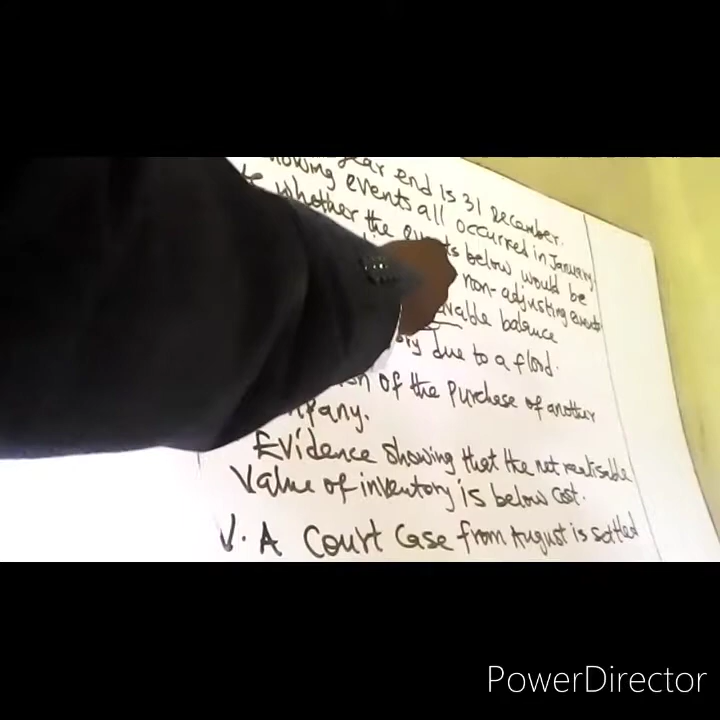 year end is 31 December.
events all occurred in January
whether the events below would be
non-adjusting events
balance
due to a flood.
of the purchase of another
Evidence showing that the net realisable
Value of inventory is below cost.
V. A Court Case from August is settled
PowerDirector